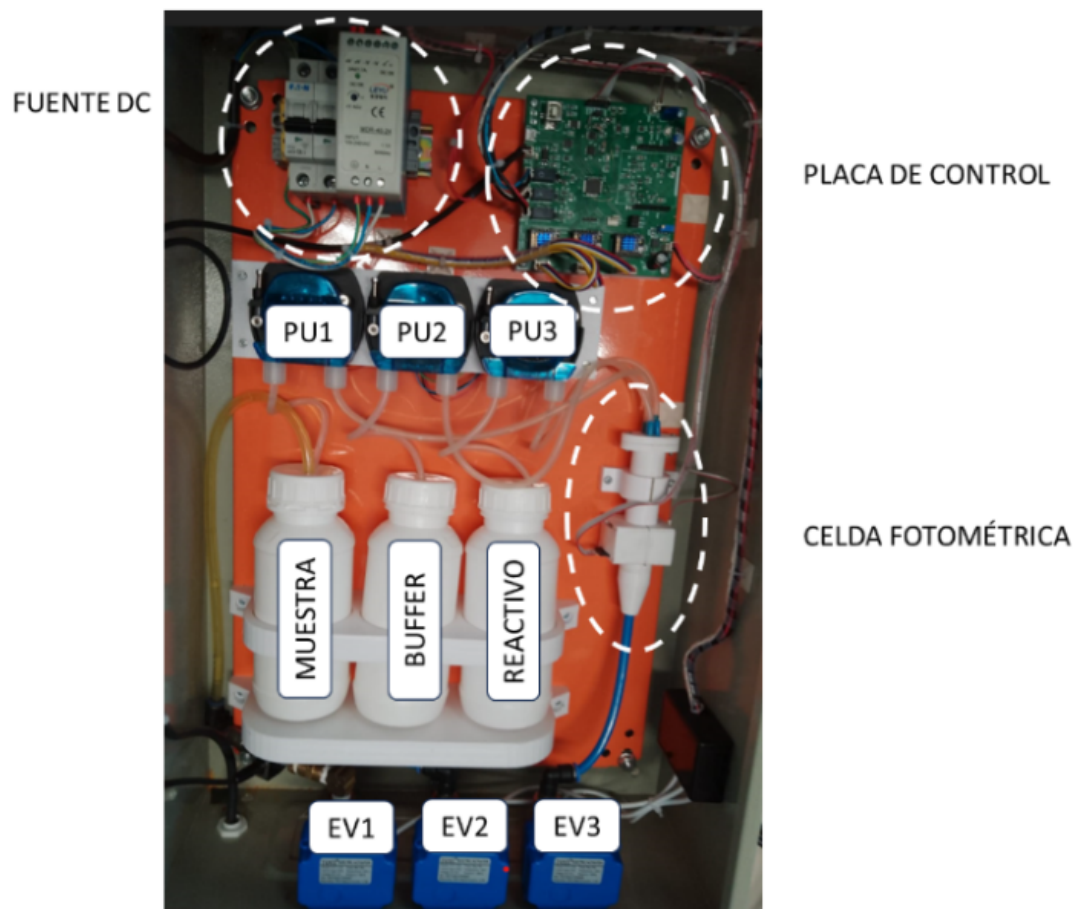 FUENTE DC
PLACA DE CONTROL
PU1
PU2
PU3
CELDA FOTOMÉTRICA
MUESTRA
BUFFER
REACTIVO
EV1
EV2
EV3